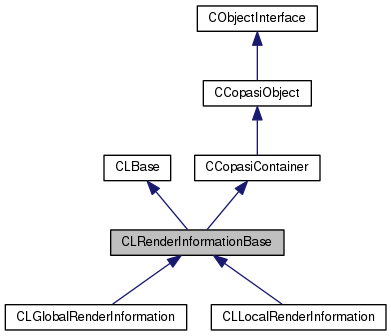 CObjectInterface
CCopasiObject
CLBase
CCopasiContainer
CLRenderInformationBase
CLGlobalRenderInformation
CLLocalRenderInformation